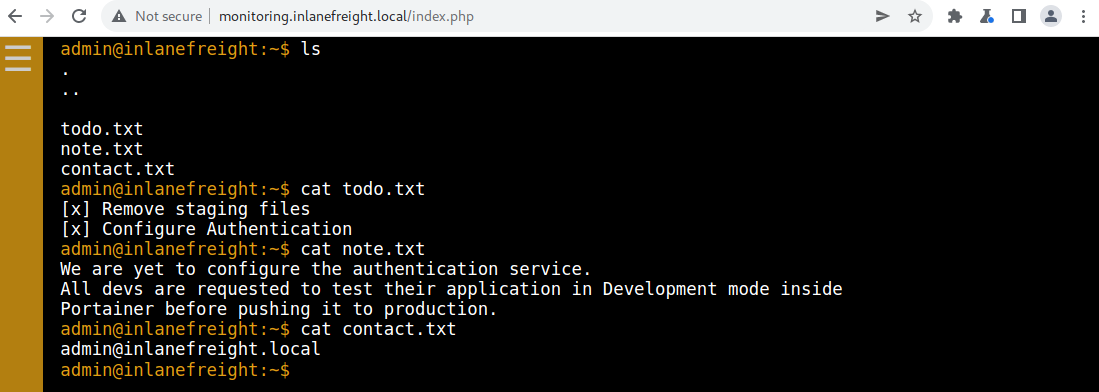 Not secure monitoring.inlanefreight.local/index.php
admin@inlanefreight:~$ ls
.
..
todo.txt
note.txt
contact.txt
admin@inlanefreight:~$ cat todo.txt
[x] Remove staging files
[x] Configure Authentication
admin@inlanefreight:~$ cat note.txt
We are yet to configure the authentication service.
All devs are requested to test their application in Development mode inside
Portainer before pushing it to production.
admin@inlanefreight:~$ cat contact.txt
admin@inlanefreight.local
admin@inlanefreight:~$